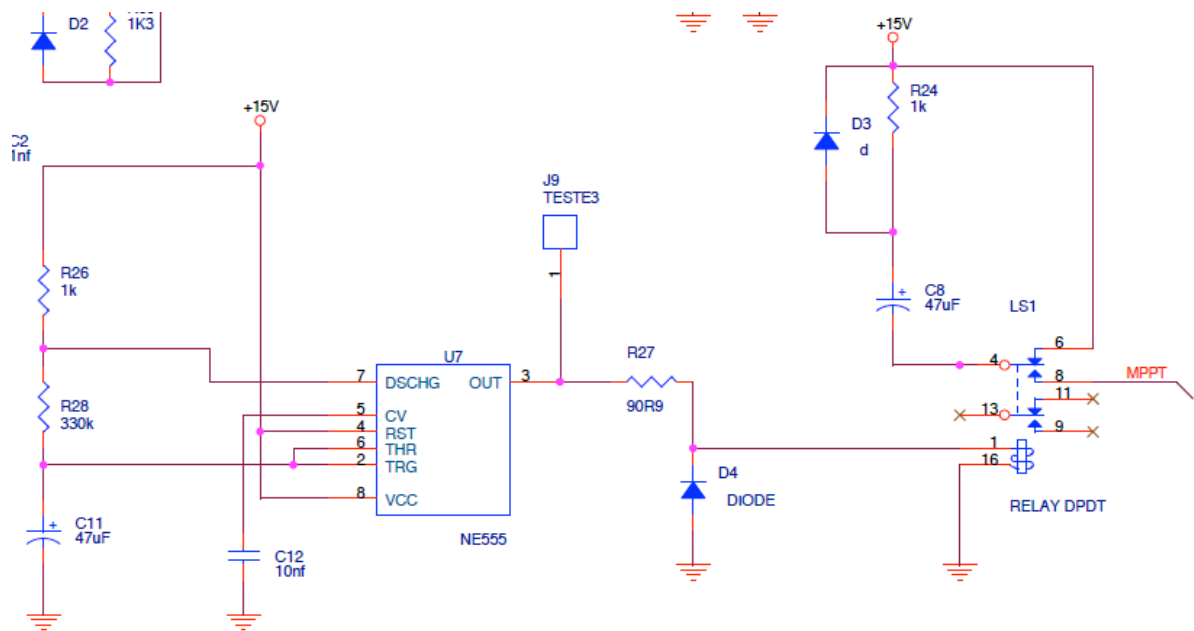 D2
1K3
+15V
C2
1nf
R26
1k
R28
330k
C11
47uF
C12
10nf
J9
TESTE3
1
U7
7
DSCHG
OUT
3
5
CV
4
RST
6
THR
2
TRG
8
VCC
NE555
R27
90R9
D4
DIODE
+15V
R24
1k
D3
d
C8
47uF
LS1
4
6
8
MPPT
11
13
9
1
16
RELAY DPDT